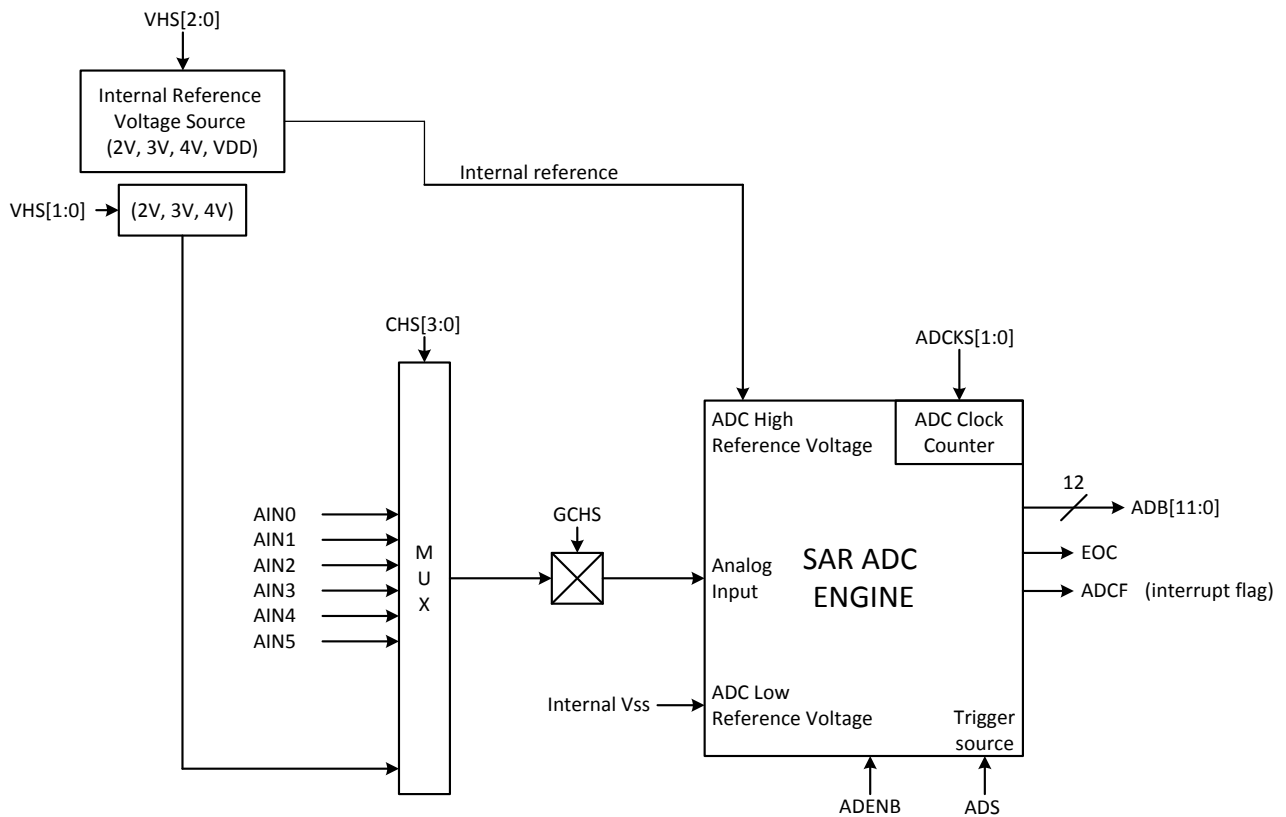 VHS[2:0]
Internal Reference
Voltage Source
(2V, 3V, 4V, VDD)
Internal reference
VHS[1:0]
(2V, 3V, 4V)
CHS[3:0]
ADCKS[1:0]
ADC High
Reference Voltage
ADC Clock
Counter
AIN0
AIN1
AIN2
AIN3
AIN4
AIN5
M
U
X
GCHS
Analog
Input
SAR ADC
ENGINE
12
ADB[11:0]
EOC
ADCF (interrupt flag)
Internal Vss
ADC Low
Reference Voltage
Trigger
source
ADENB
ADS